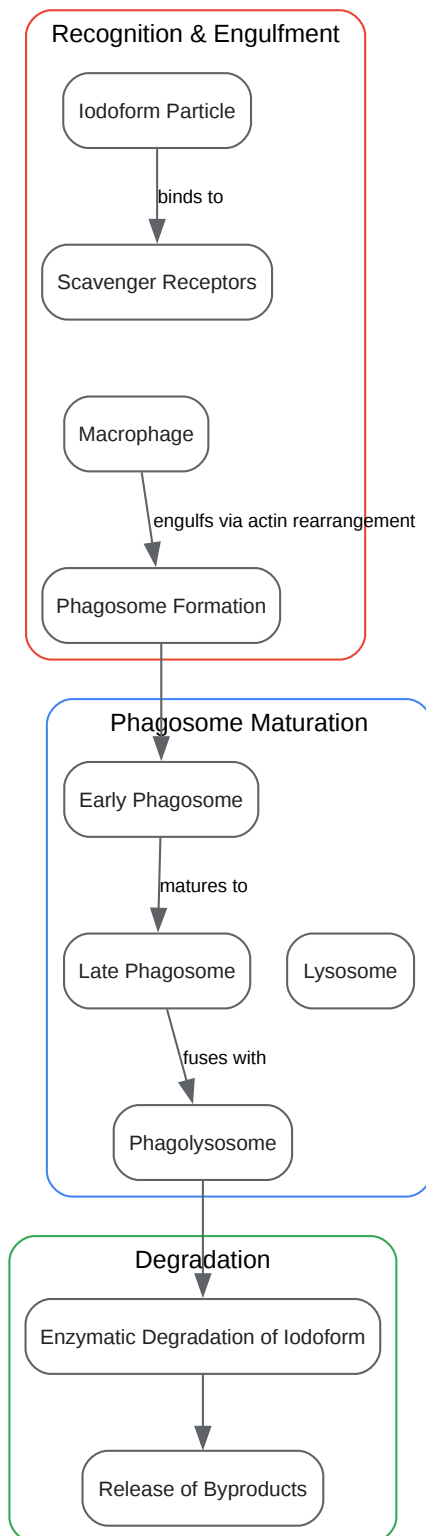 Recognition & Engulfment
Iodoform Particle
binds to
Scavenger Receptors
Macrophage
engulfs via actin rearrangement
Phagosome Formation
Phagosome Maturation
Early Phagosome
matures to
Late Phagosome
Lysosome
fuses with
Phagolysosome
Degradation
Enzymatic Degradation of Iodoform
Release of Byproducts